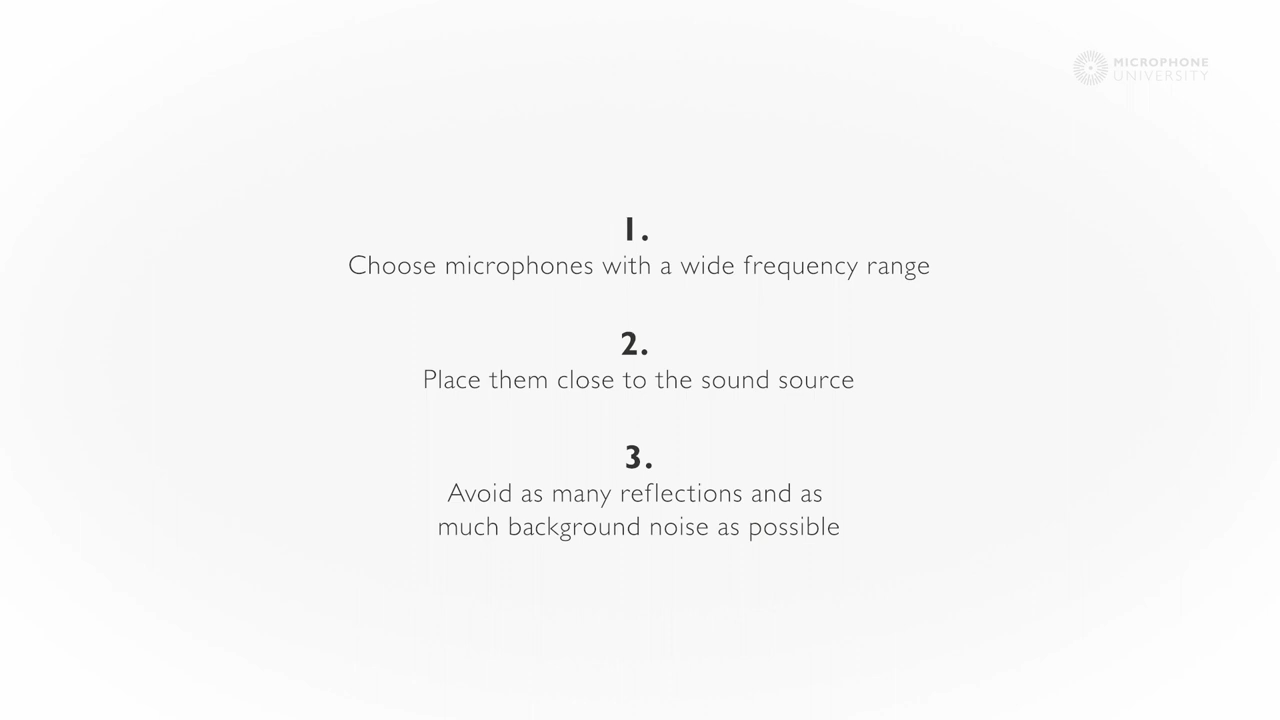 MICROPHONE
UNIVERSITY
1.
Choose microphones with a wide frequency range
2.
Place them close to the sound source
3.
Avoid as many reflections and as
much background noise as possible